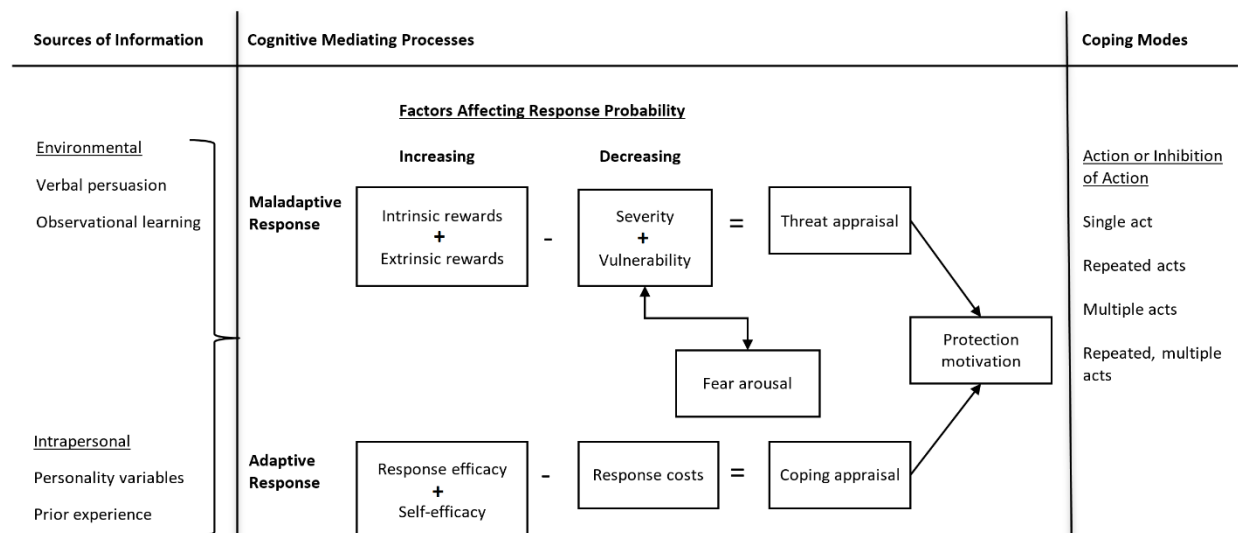 Sources of Information
Cognitive Mediating Processes
Coping Modes
Factors Affecting Response Probability
Increasing
Decreasing
Environmental
Verbal persuasion
Observational learning
Maladaptive
Response
Intrinsic rewards
+
Extrinsic rewards
-
Severity
+
Vulnerability
=
Threat appraisal
Fear arousal
Protection
motivation
Intrapersonal
Personality variables
Prior experience
Adaptive
Response
Response efficacy
+
Self-efficacy
-
Response costs
=
Coping appraisal
Action or Inhibition
of Action
Single act
Repeated acts
Multiple acts
Repeated, multiple
acts